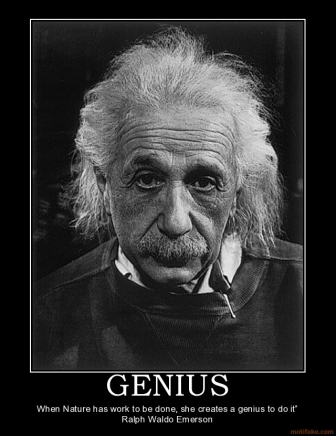 GENIUS
When Nature has work to be done, she creates a genius to do it"
Ralph Waldo Emerson
motifake.com